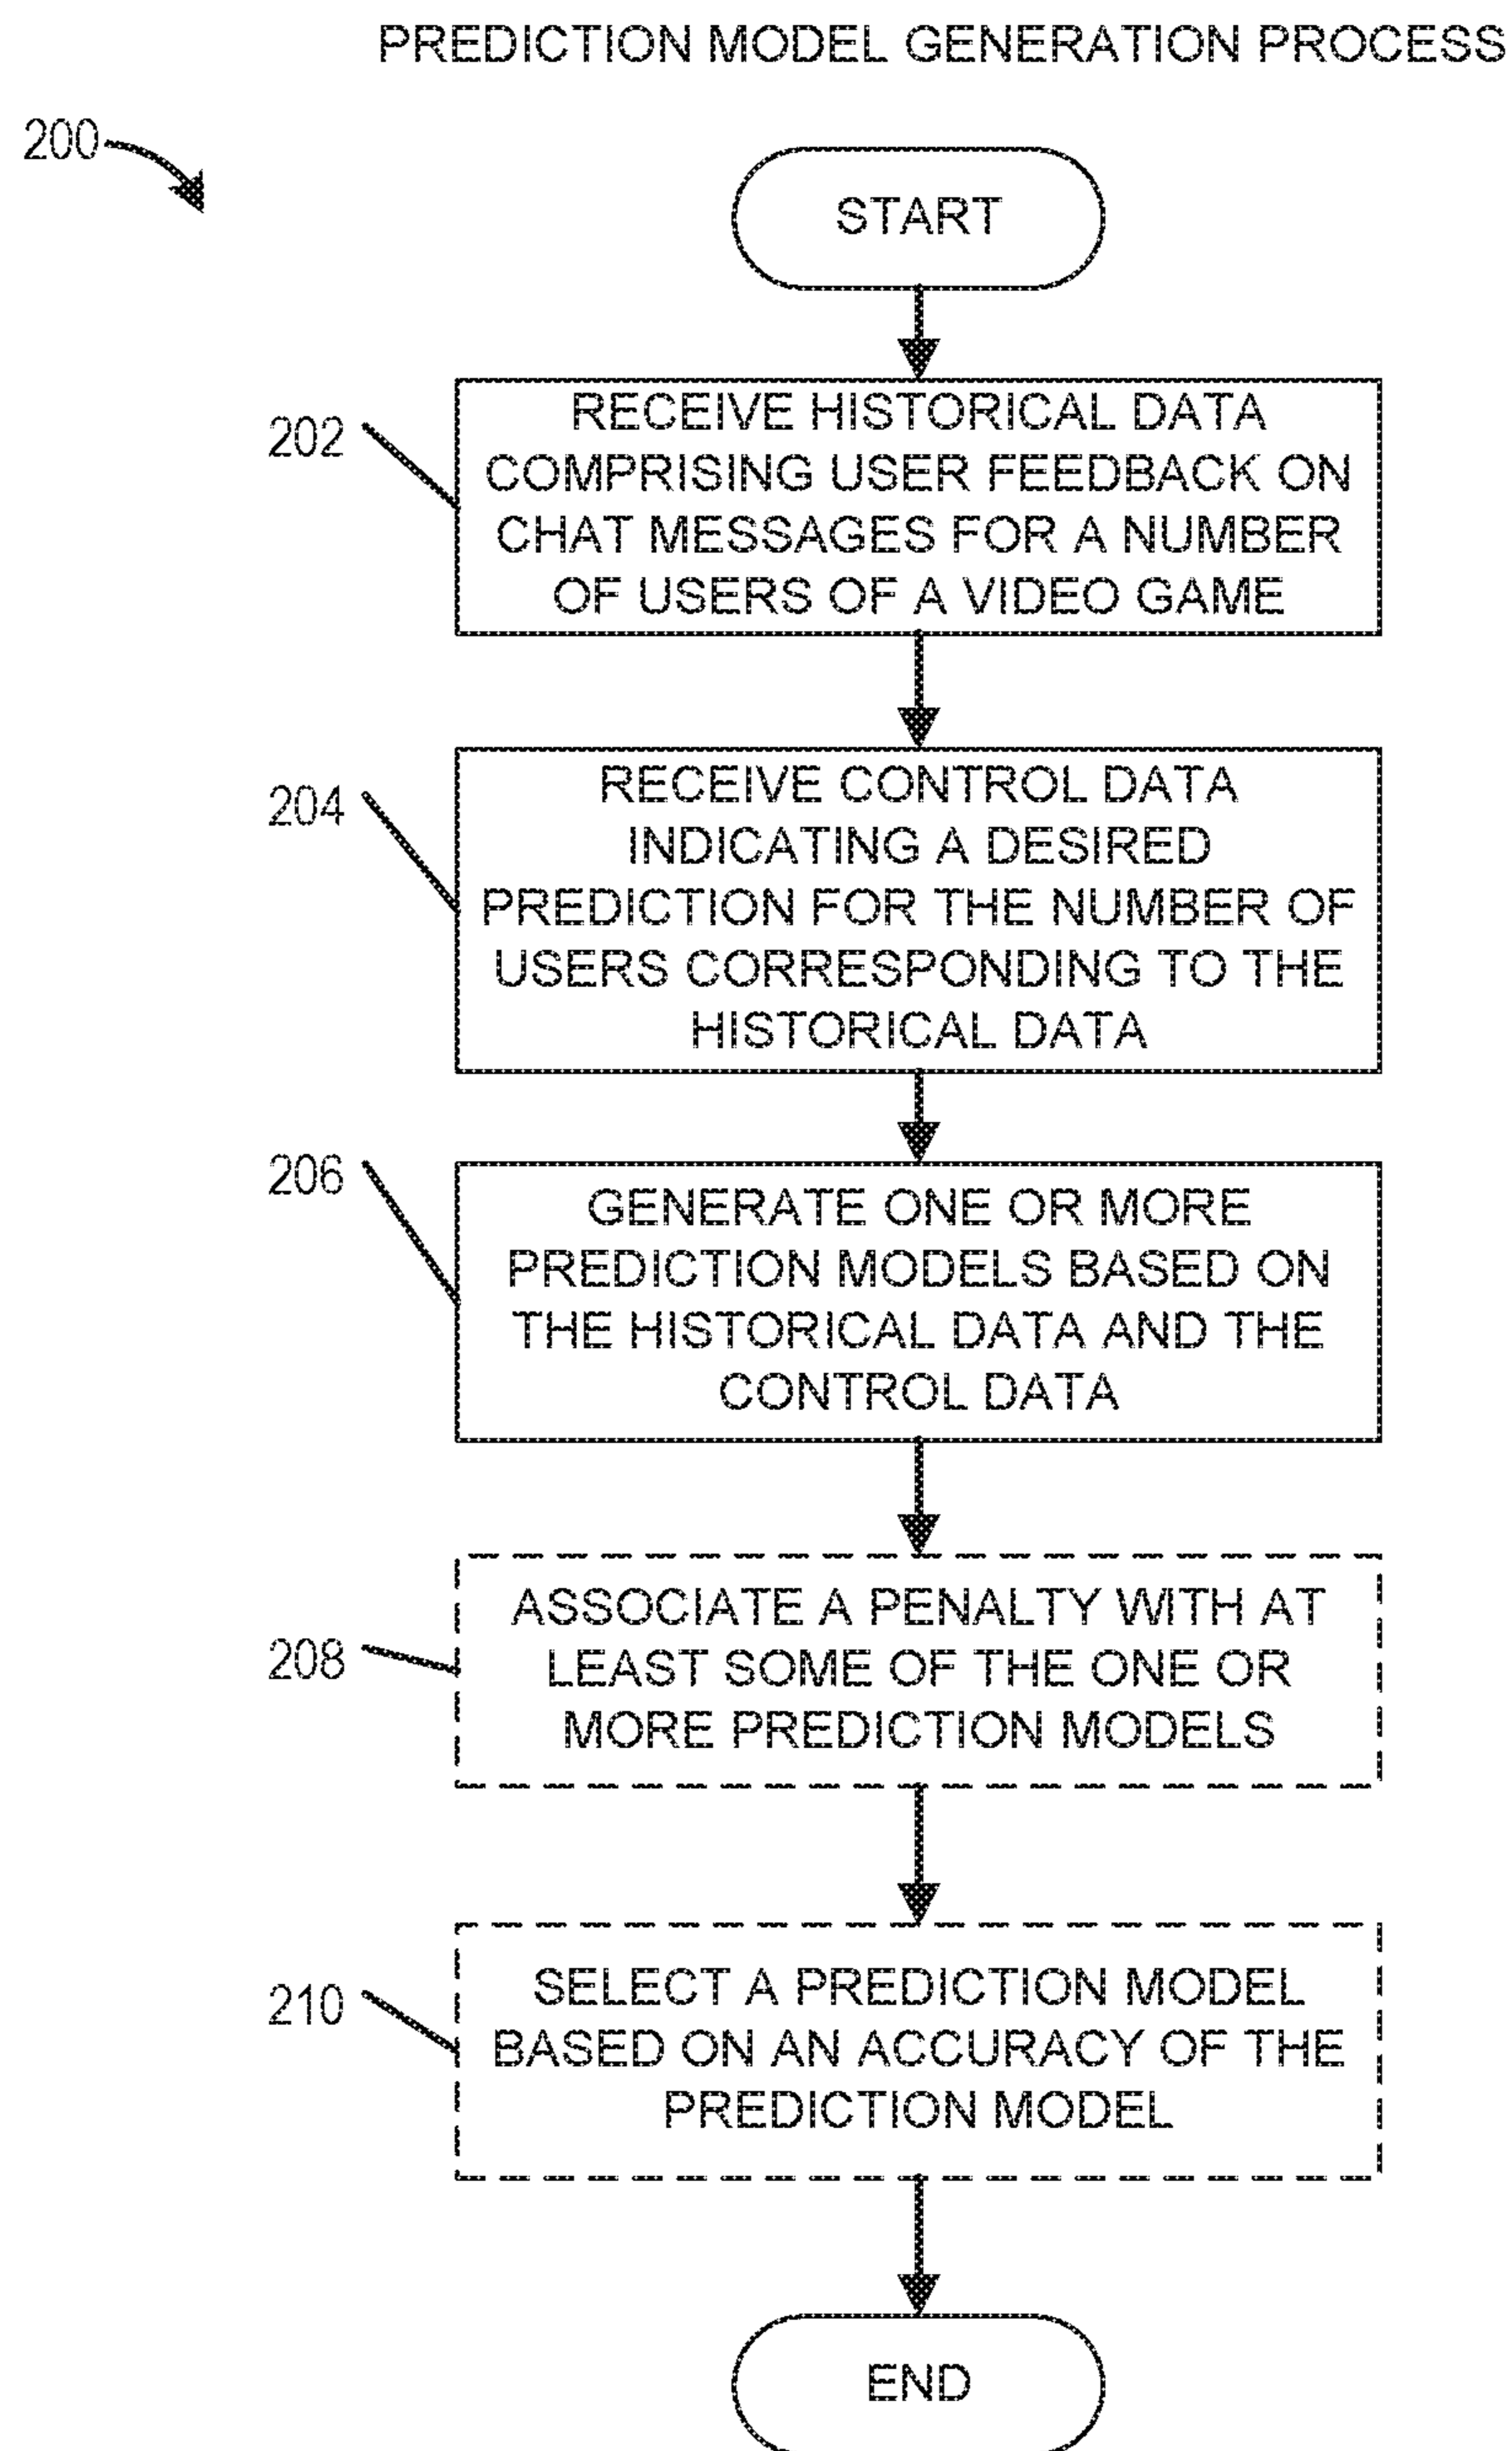 PREDICTION MODEL GENERATION PROCESS
200
START
202
RECEIVE HISTORICAL DATA
COMPRISING USER FEEDBACK ON
CHAT MESSAGES FOR A NUMBER
OF USERS OF A VIDEO GAME
204
RECEIVE CONTROL DATA
INDICATING A DESIRED
PREDICTION FOR THE NUMBER OF
USERS CORRESPONDING TO THE
HISTORICAL DATA
206
GENERATE ONE OR MORE
PREDICTION MODELS BASED ON
THE HISTORICAL DATA AND THE
CONTROL DATA
208
ASSOCIATE A PENALTY WITH AT
LEAST SOME OF THE ONE OR
MORE PREDICTION MODELS
210
SELECT A PREDICTION MODEL
BASED ON AN ACCURACY OF THE
PREDICTION MODEL
END